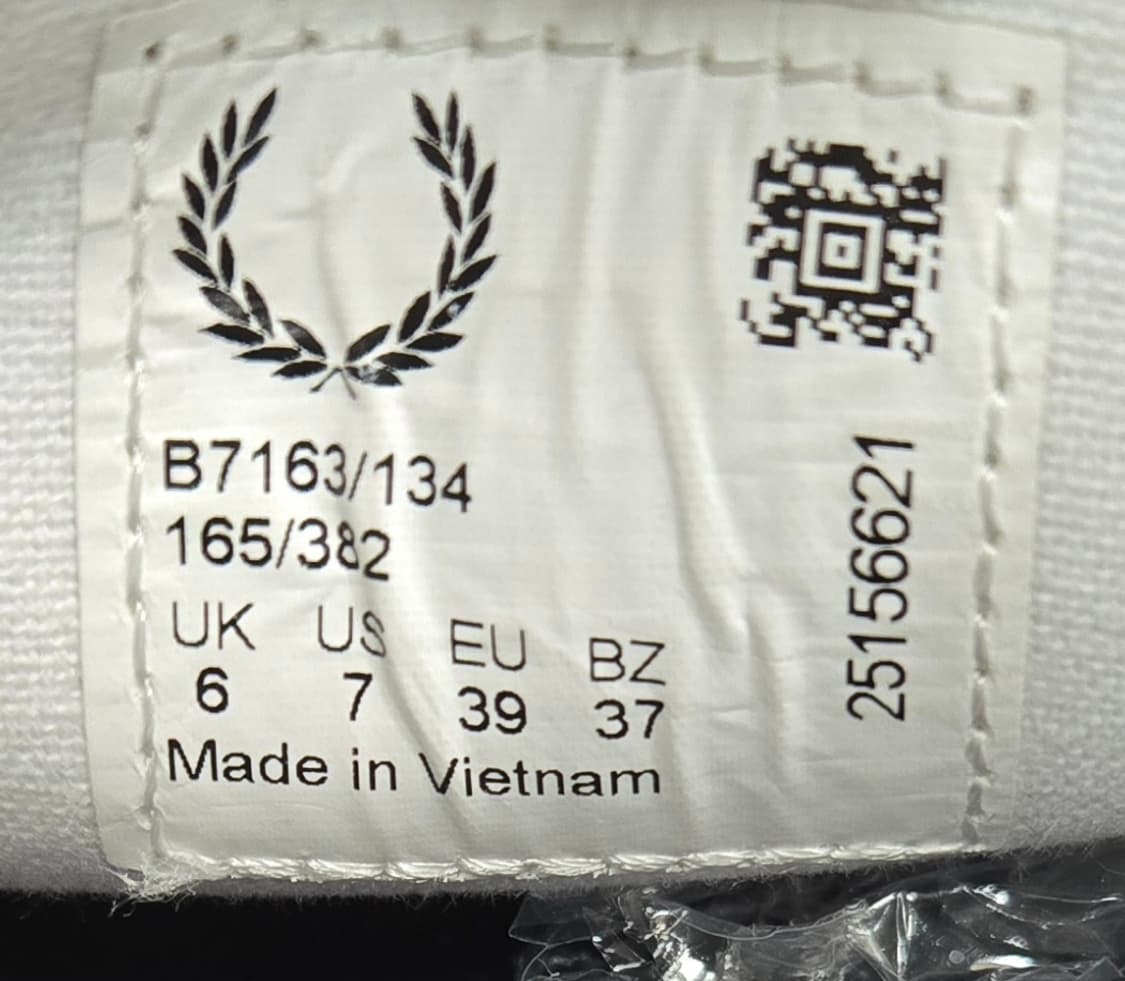 B7163/134
165/382
UK US EU BZ
6 7 39 37
Made in Vietnam
25156621